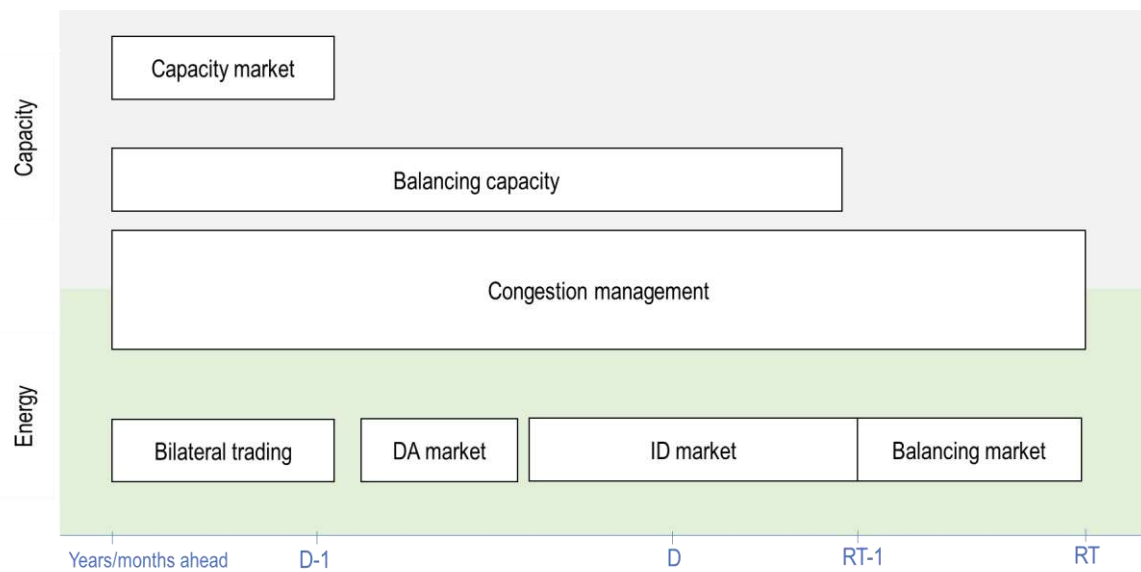 Capacity
Capacity market
Balancing capacity
Congestion management
Energy
Bilateral trading
DA market
ID market
Balancing market
Years/months ahead
D-1
D
RT-1
RT